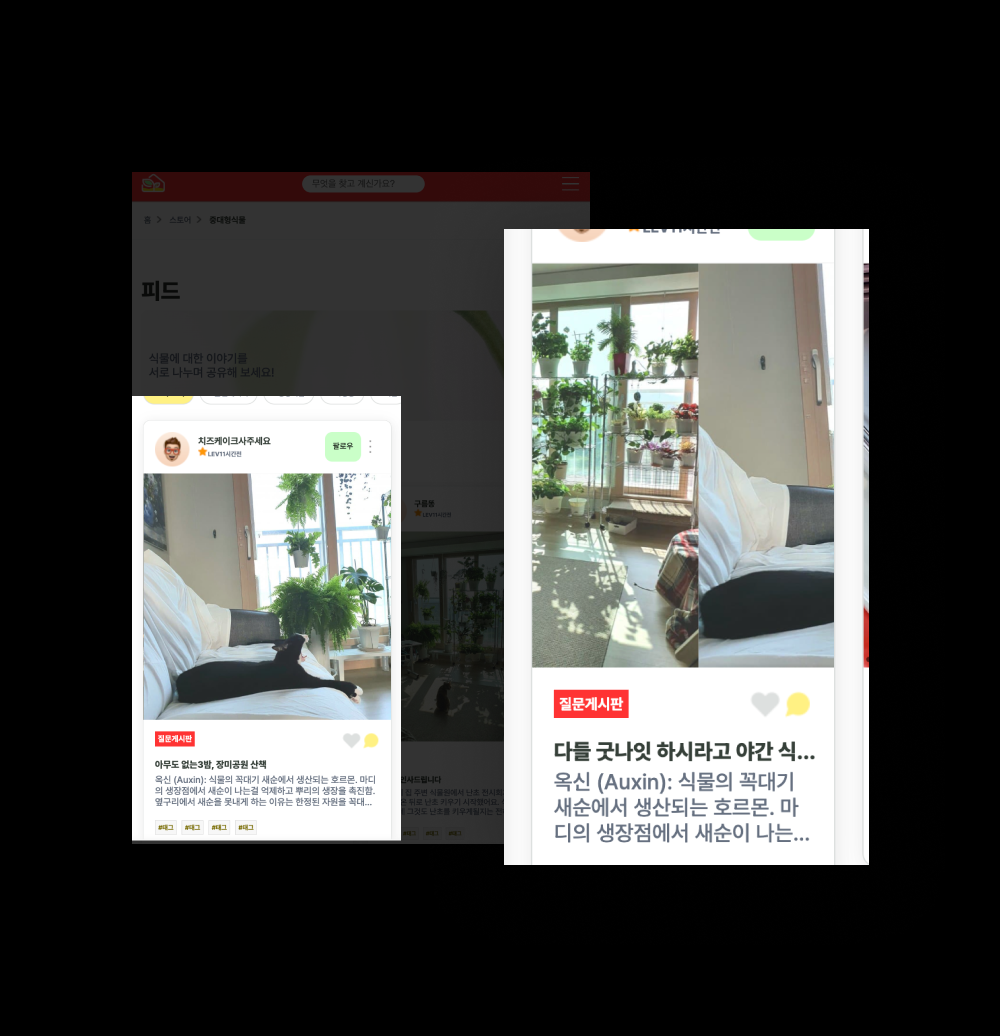 무엇을 찾고 계신가요?
홈 > 스토어 > 중대형식물
피드
식물에 대한 이야기를
서로 나누며 공유해 보세요!
치즈케이크사주세요
LEV11시간전
팔로우
질문게시판
아무도 없는3방, 장미공원 산책
옥신 (Auxin): 식물의 꼭대기 새순에서 생산되는 호르몬. 마디
의 생장점에서 새순이 나는걸 억제하고 뿌리의 생장을 촉진함.
옆구리에서 새순을 못내게 하는 이유는 한정된 자원을 꼭대...
#태그 #태그 #태그 #태그
구름봄
LEV11시간전
#태그 #태그 #태그
LEV11시간전
질문게시판
다들 굿나잇 하시라고 야간 식...
옥신 (Auxin): 식물의 꼭대기
새순에서 생산되는 호르몬. 마
디의 생장점에서 새순이 나는...